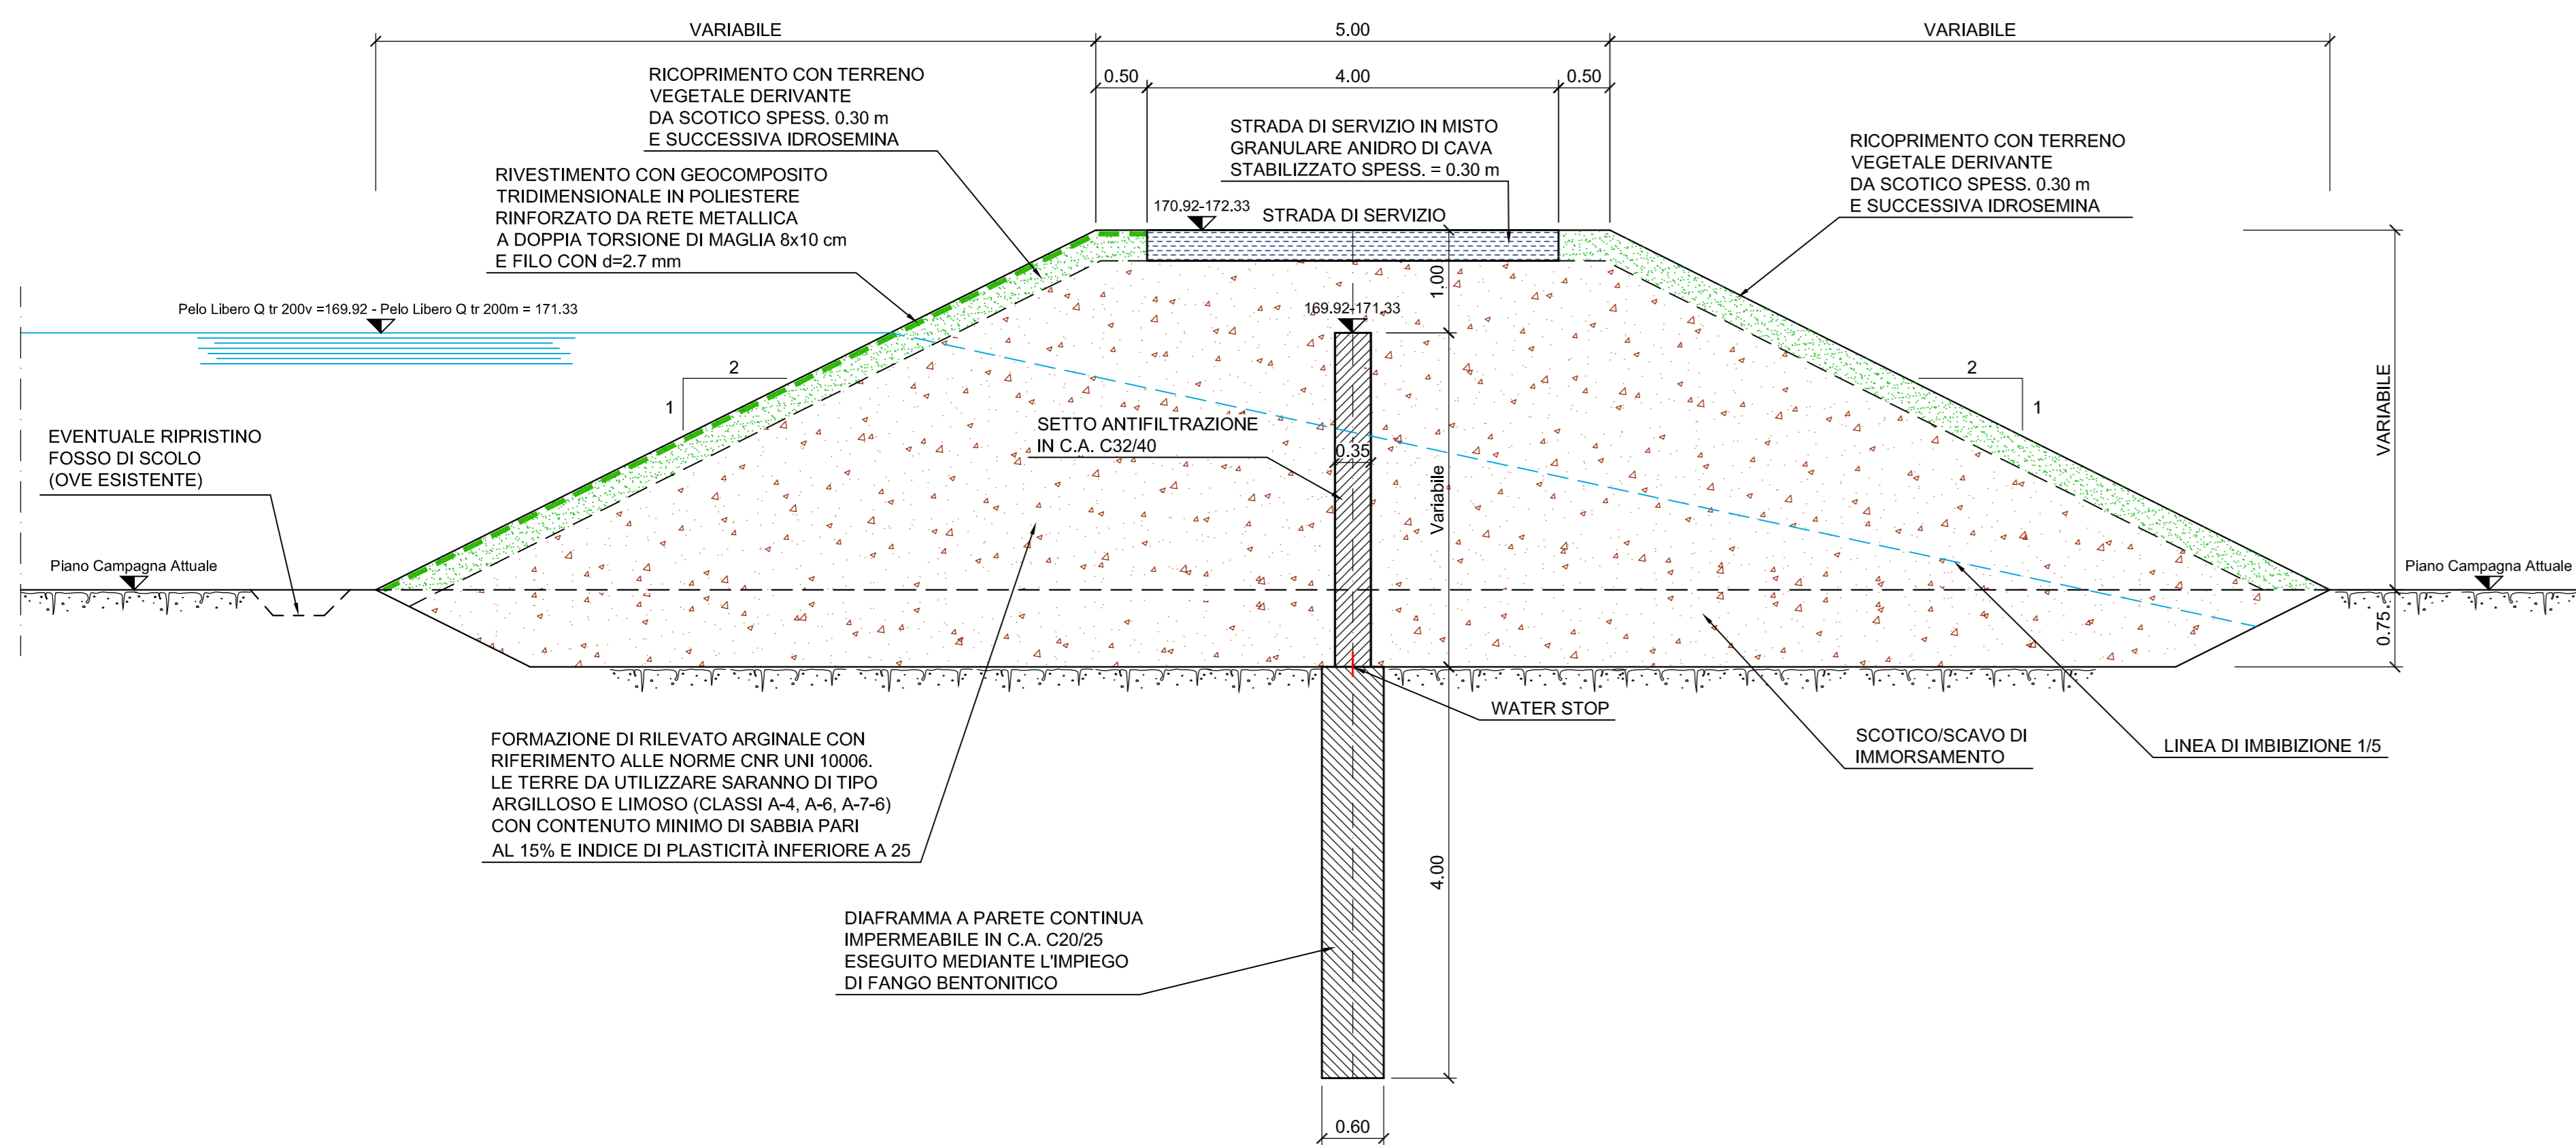 VARIABILE
5.00
VARIABILE
0.50
4.00
0.50
RICOPRIMENTO CON TERRENO
VEGETALE DERIVANTE
DA SCOTICO SPESS. 0.30 m
E SUCCESSIVA IDROSEMINA
STRADA DI SERVIZIO IN MISTO
GRANULARE ANIDRO DI CAVA
STABILIZZATO SPESS. = 0.30 m
RICOPRIMENTO CON TERRENO
VEGETALE DERIVANTE
DA SCOTICO SPESS. 0.30 m
E SUCCESSIVA IDROSEMINA
RIVESTIMENTO CON GEOCOMPOSITO
TRIDIMENSIONALE IN POLIESTERE
RINFORZATO DA RETE METALLICA
A DOPPIA TORSIONE DI MAGLIA 8x10 cm
E FILO CON d=2.7 mm
170.92-172.33
STRADA DI SERVIZIO
1.00
Pelo Libero Q tr 200v =169.92 - Pelo Libero Q tr 200m = 171.33
169.92-171.33
2
1
2
1
VARIABILE
SETTO ANTIFILTRAZIONE
IN C.A. C32/40
0.35
Variabile
EVENTUALE RIPRISTINO
FOSSO DI SCOLO
(OVE ESISTENTE)
Piano Campagna Attuale
Piano Campagna Attuale
0.75
WATER STOP
SCOTICO/SCAVO DI
IMMORSAMENTO
LINEA DI IMBIBIZIONE 1/5
FORMAZIONE DI RILEVATO ARGINALE CON
RIFERIMENTO ALLE NORME CNR UNI 10006.
LE TERRE DA UTILIZZARE SARANNO DI TIPO
ARGILLOSO E LIMOSO (CLASSI A-4, A-6, A-7-6)
CON CONTENUTO MINIMO DI SABBIA PARI
AL 15% E INDICE DI PLASTICITÀ INFERIORE A 25
4.00
DIAFRAMMA A PARETE CONTINUA
IMPERMEABILE IN C.A. C20/25
ESEGUITO MEDIANTE L'IMPIEGO
DI FANGO BENTONITICO
0.60